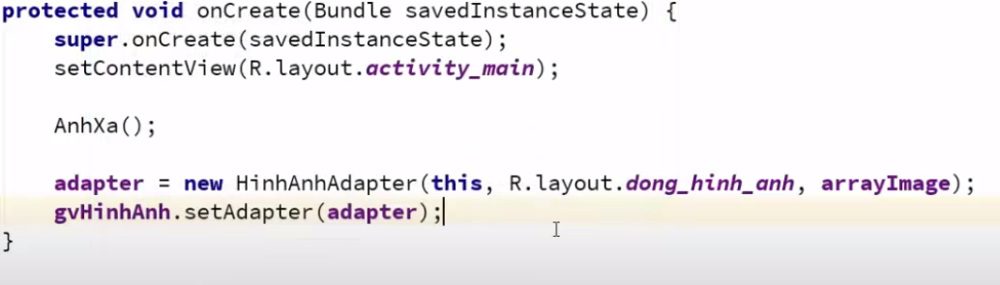 protected void onCreate(Bundle savedInstanceState) {
super.onCreate(savedInstanceState);
setContentView(R.layout.activity_main);
AnhXa();
adapter = new HinhAnhAdapter(this, R.layout.dong_hinh_anh, arrayImage);
gvHinhAnh.setAdapter(adapter);
}